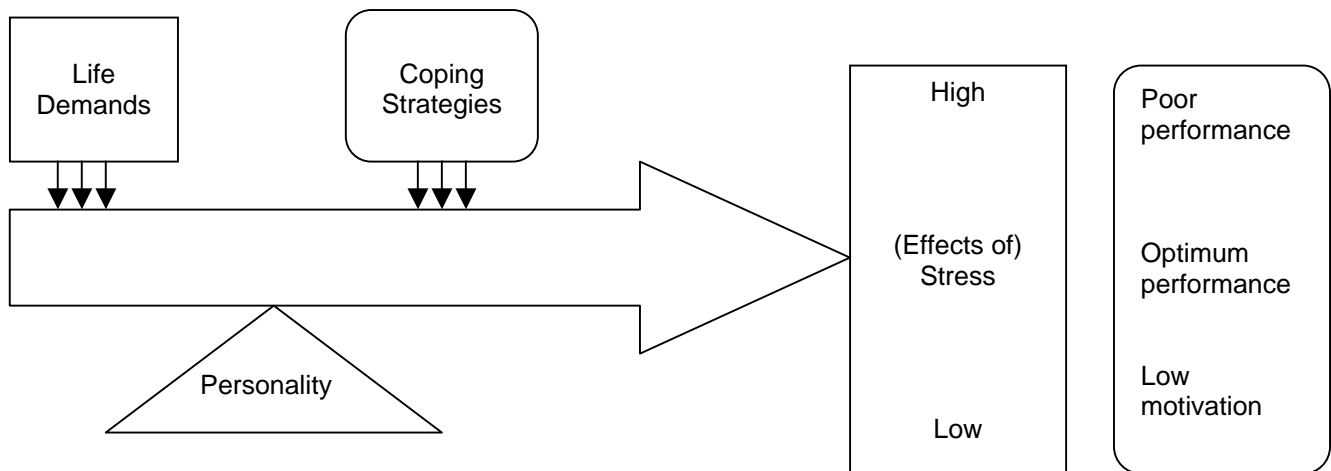 Life
Demands
Coping
Strategies
High
(Effects of)
Stress
Low
Poor
performance
Optimum
performance
Low
motivation
Personality